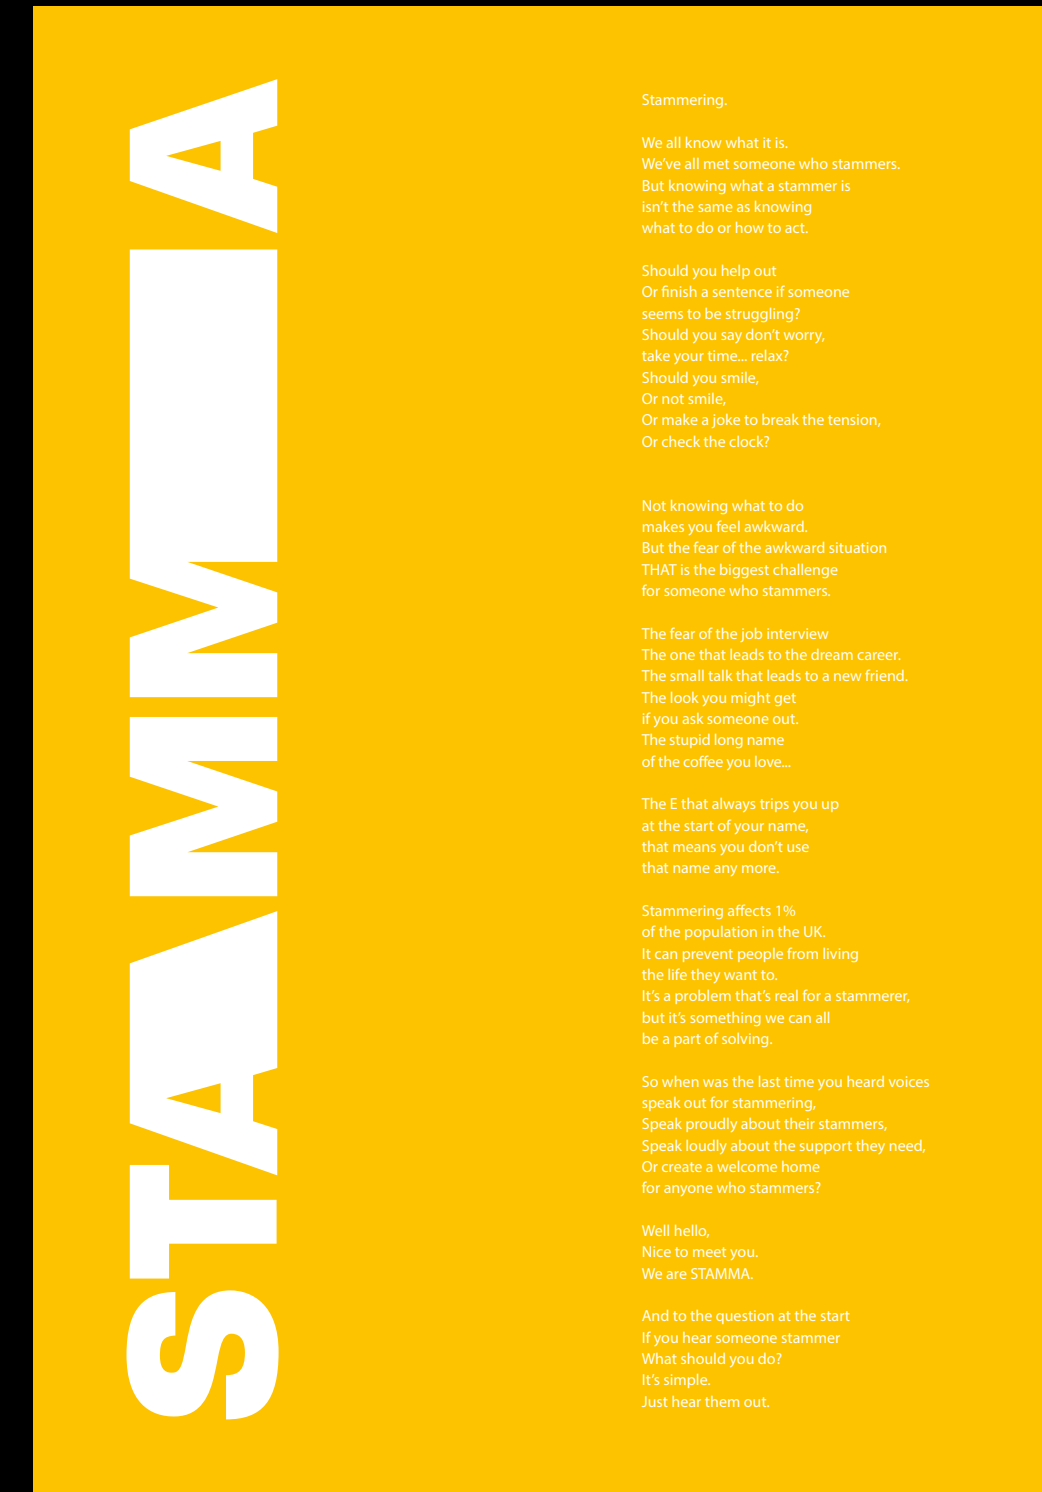 STAMMA
Stammering.
We all know what it is.
We've all met someone who stammers.
But knowing what a stammer is
isn't the same as knowing
what to do or how to act.
Should you help out
Or finish a sentence if someone
seems to be struggling?
Should you say don't worry,
take your time... relax?
Should you smile,
Or not smile,
Or make a joke to break the tension,
Or check the clock?
Not knowing what to do
makes you feel awkward.
But the fear of the awkward situation
THAT is the biggest challenge
for someone who stammers.
The fear of the job interview
The one that leads to the dream career.
The small talk that leads to a new friend.
The look you might get
if you ask someone out.
The stupid long name
of the coffee you love...
The E that always trips you up
at the start of your name,
that means you don't use
that name any more.
Stammering affects 1%
of the population in the UK.
It can prevent people from living
the life they want to.
It's a problem that's real for a stammerer,
but it's something we can all
be a part of solving.
So when was the last time you heard voices
speak out for stammering,
Speak proudly about their stammers,
Speak loudly about the support they need,
Or create a welcome home
for anyone who stammers?
Well hello,
Nice to meet you.
We are STAMMA.
And to the question at the start
If you hear someone stammer
What should you do?
It's simple.
Just hear them out.